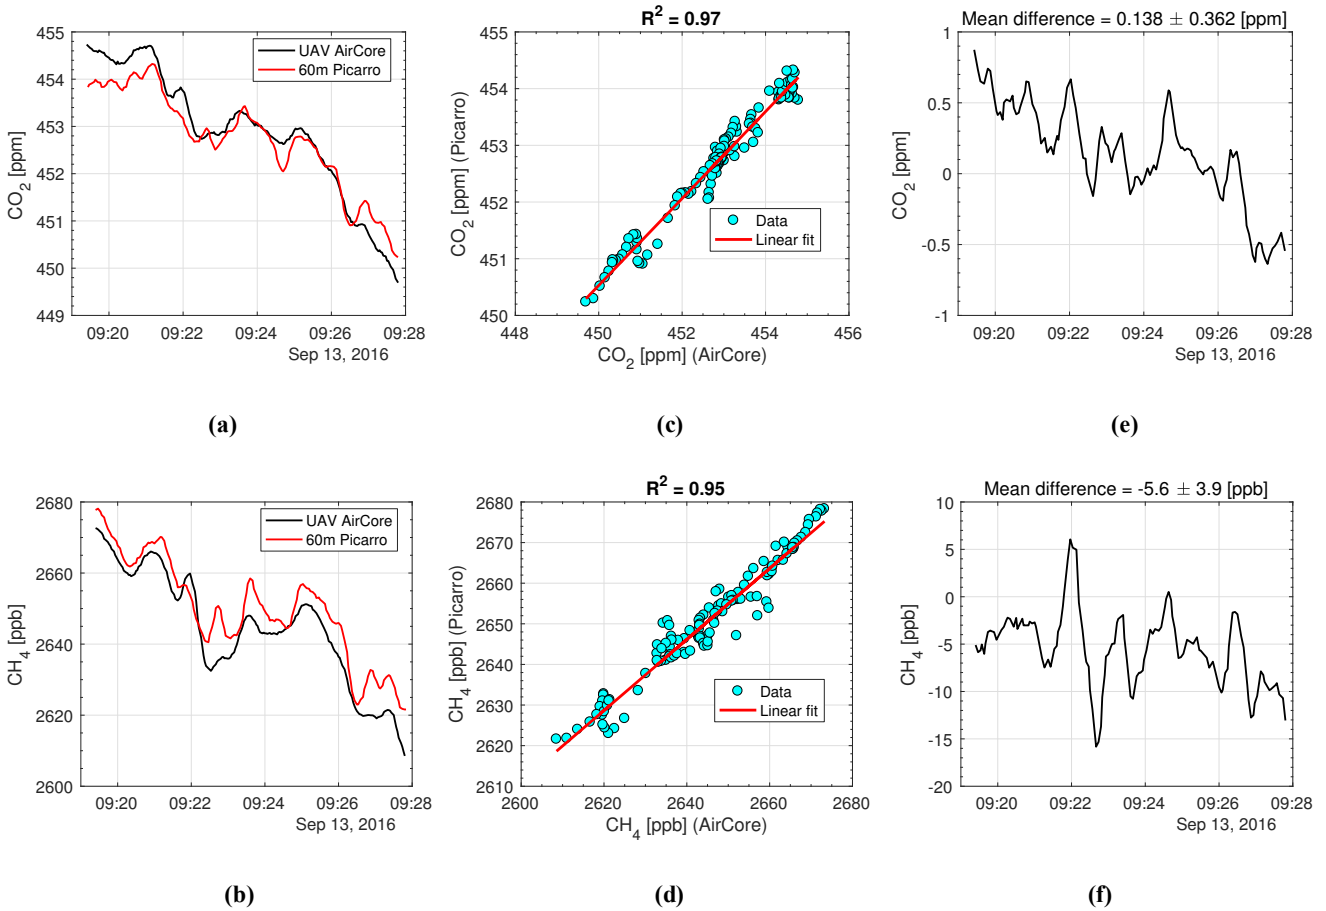 R² = 0.97
Mean difference = 0.138 ± 0.362 [ppm]
455
454
453
452
451
450
449
CO₂ [ppm]
UAV AirCore
60m Picarro
09:20 09:22 09:24 09:26 09:28
Sep 13, 2016
455
454
453
452
451
450
CO₂ [ppm] (Picarro)
Data
Linear fit
448 450 452 454 456
CO₂ [ppm] (AirCore)
1
0.5
0
-0.5
-1
CO₂ [ppm]
09:20 09:22 09:24 09:26 09:28
Sep 13, 2016
(a)
(c)
(e)
R² = 0.95
Mean difference = -5.6 ± 3.9 [ppb]
2680
2660
2640
2620
2600
CH₄ [ppb]
UAV AirCore
60m Picarro
09:20 09:22 09:24 09:26 09:28
Sep 13, 2016
2680
2670
2660
2650
2640
2630
2620
2610
CH₄ [ppb] (Picarro)
Data
Linear fit
2600 2620 2640 2660 2680
CH₄ [ppb] (AirCore)
10
5
0
-5
-10
-15
-20
CH₄ [ppb]
09:20 09:22 09:24 09:26 09:28
Sep 13, 2016
(b)
(d)
(f)